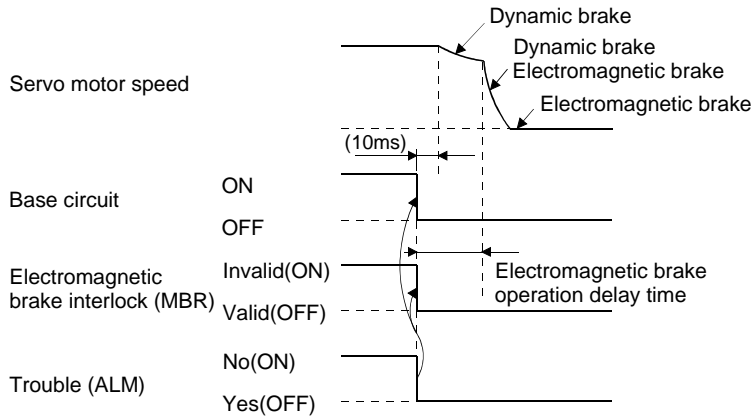 Dynamic brake
Dynamic brake
Electromagnetic brake
Electromagnetic brake
Servo motor speed
(10ms)
Base circuit
ON
OFF
Electromagnetic
brake interlock (MBR)
Invalid(ON)
Valid(OFF)
Electromagnetic brake
operation delay time
Trouble (ALM)
No(ON)
Yes(OFF)